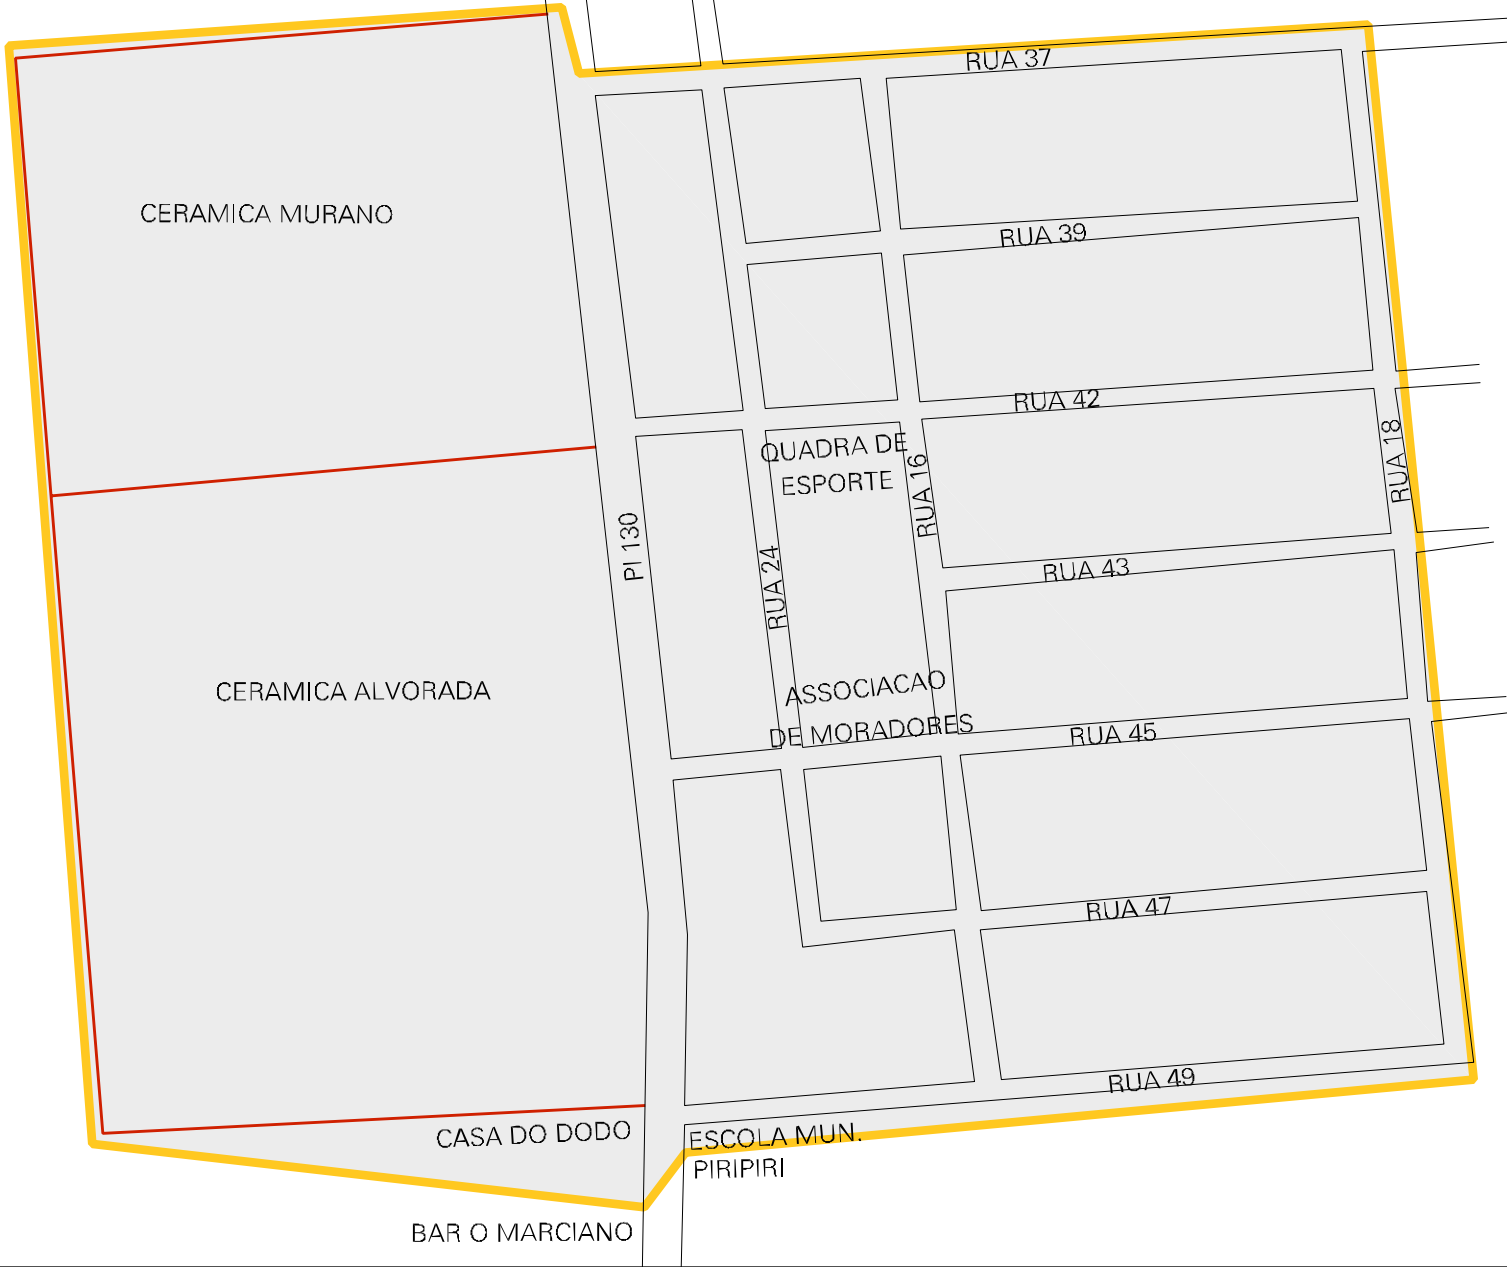 RUA 37
CERAMICA MURANO
RUA 39
RUA 42
QUADRA DE
ESPORTE
RUA 16
RUA 18
PI 130
RUA 24
RUA 43
CERAMICA ALVORADA
ASSOCIACAO
DE MORADORES
RUA 45
RUA 47
RUA 49
CASA DO DODO
ESCOLA MUN.
PIRIPIRI
BAR O MARCIANO